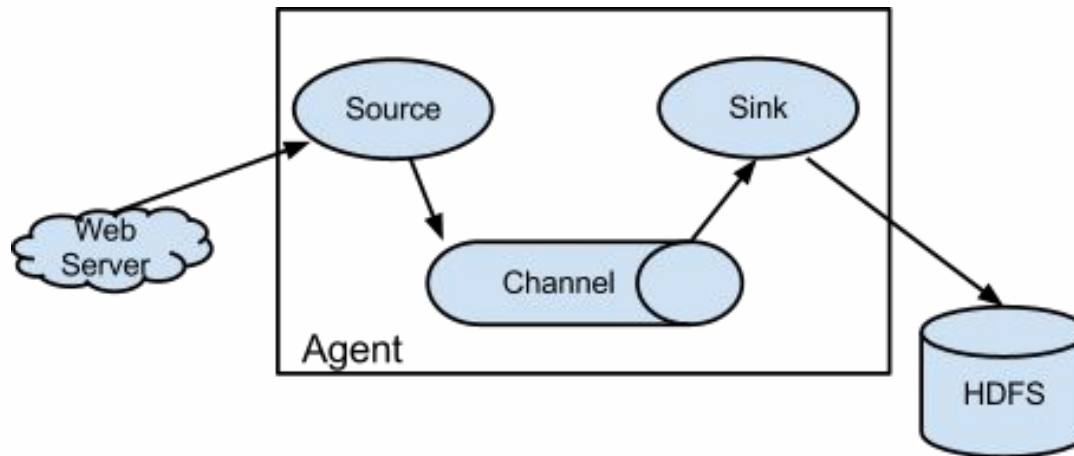 Source
Sink
Web
Server
Channel
Agent
HDFS